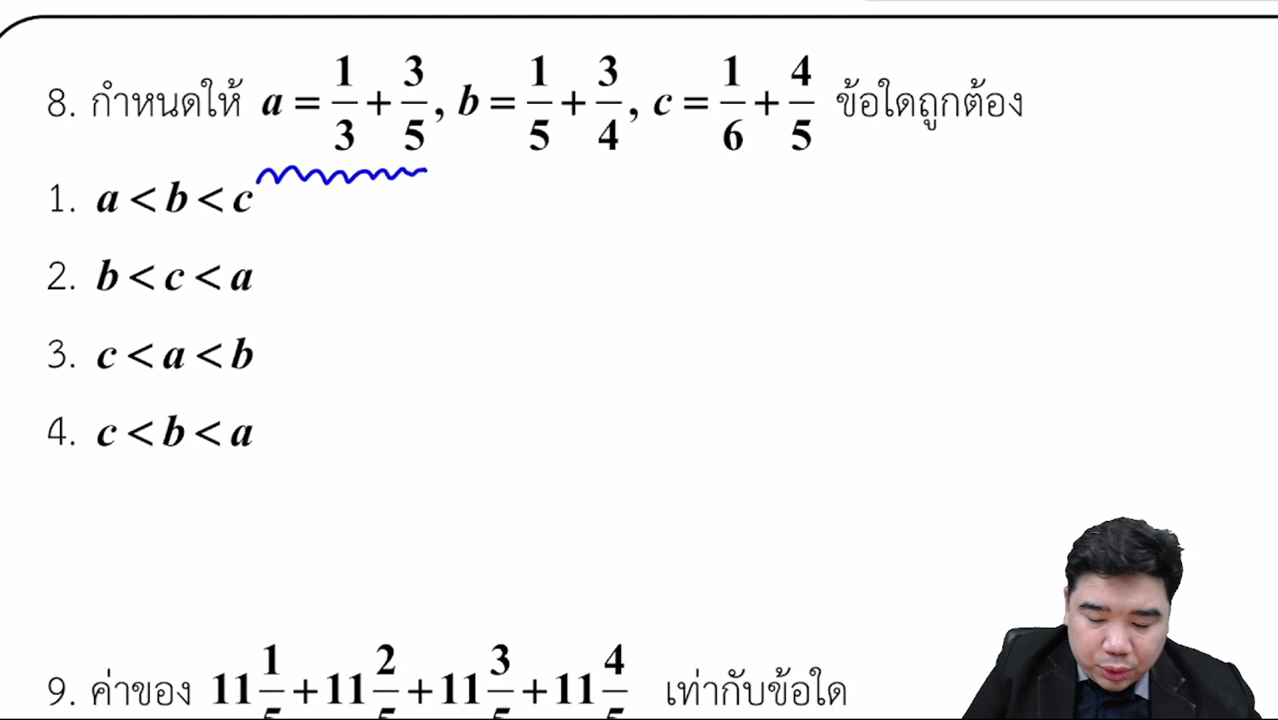 8. กำหนดให้ a = 1/3 + 3/5, b = 1/5 + 3/4, c = 1/6 + 4/5 ข้อใดถูกต้อง
1. a < b < c
2. b < c < a
3. c < a < b
4. c < b < a
9. ค่าของ 11 1/5 + 11 2/5 + 11 3/5 + 11 4/5 เท่ากับข้อใด